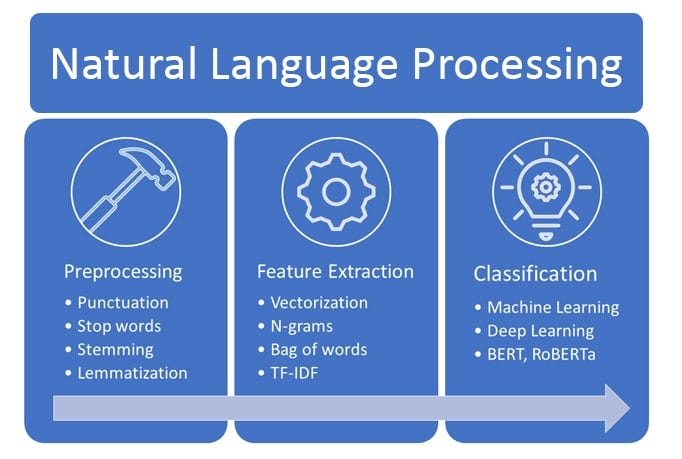 Natural Language Processing
Preprocessing
• Punctuation
• Stop words
• Stemming
• Lemmatization
Feature Extraction
• Vectorization
• N-grams
• Bag of words
• TF-IDF
Classification
• Machine Learning
• Deep Learning
• BERT, RoBERTa